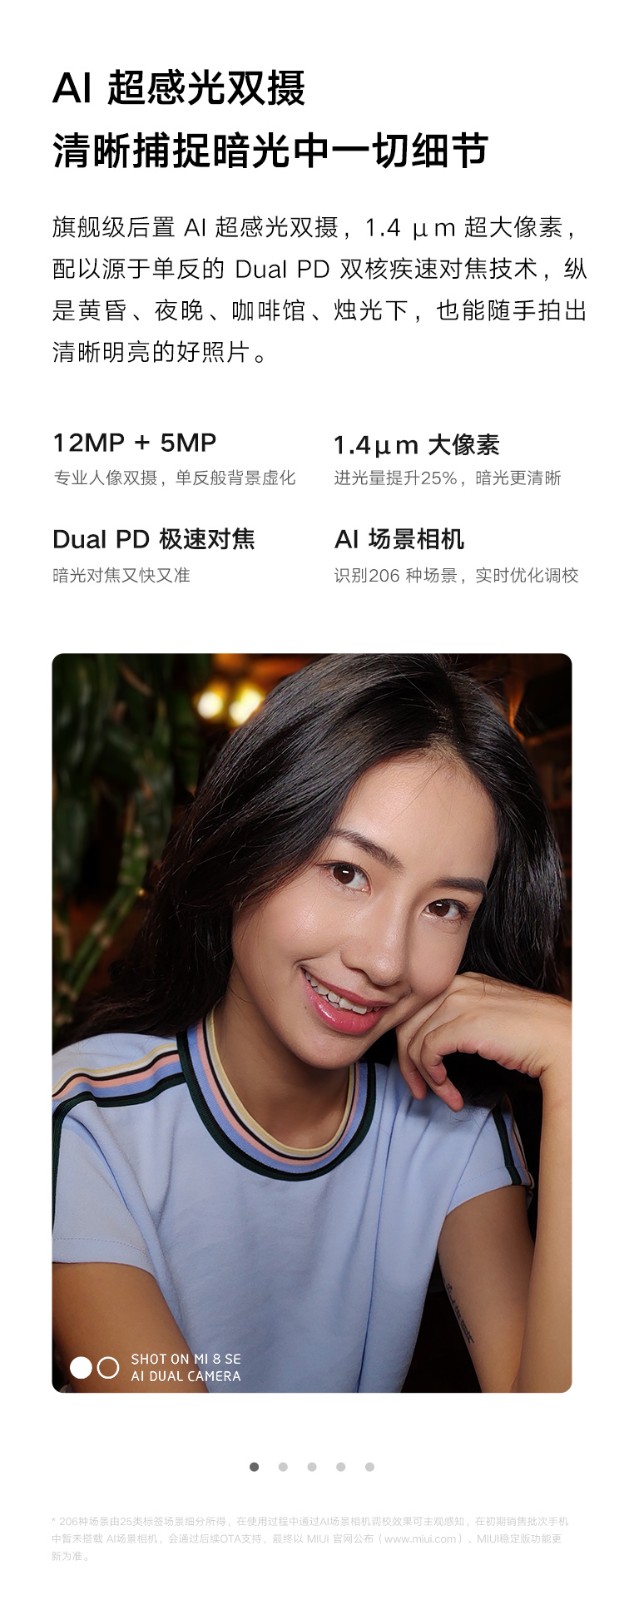 AI 超感光双摄
清晰捕捉暗光中一切细节
旗舰级后置 AI 超感光双摄，1.4 μm 超大像素，
配以源于单反的 Dual PD 双核疾速对焦技术，纵
是黄昏、夜晚、咖啡馆、烛光下，也能随手拍出
清晰明亮的好照片。
12MP + 5MP
专业人像双摄，单反般背景虚化
1.4μm 大像素
进光量提升25%，暗光更清晰
Dual PD 极速对焦
暗光对焦又快又准
AI 场景相机
识别206 种场景，实时优化调校
SHOT ON MI 8 SE
AI DUAL CAMERA
* 206种场景由25类标签场景细分所得，在使用过程中通过AI场景相机调校效果可主观感知，在初期销售批次手机
中暂未搭载 AI场景相机，会通过后续OTA支持，最终以 MIUI 官网公布（www.miui.com）、MIUI稳定版功能更
新为准。